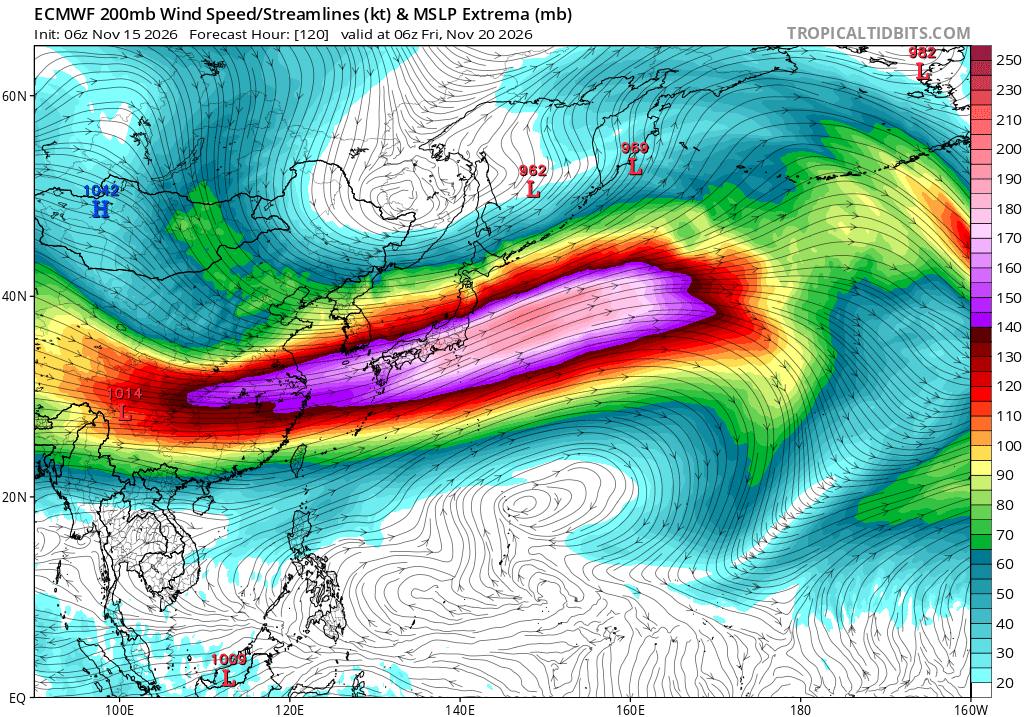 ECMWF 200mb Wind Speed/Streamlines (kt) & MSLP Extrema (mb)
Init: 06z Nov 15 2026 Forecast Hour: [120] valid at 06z Fri, Nov 20 2026
TROPICALTIDBITS.COM
982
L
250
60N
230
210
969
L
200
962
L
190
1042
H
180
170
160
40N
150
140
130
120
1014
L
110
100
90
20N
80
70
60
50
40
1009
L
30
20
EQ
100E
120E
140E
160E
180
160W